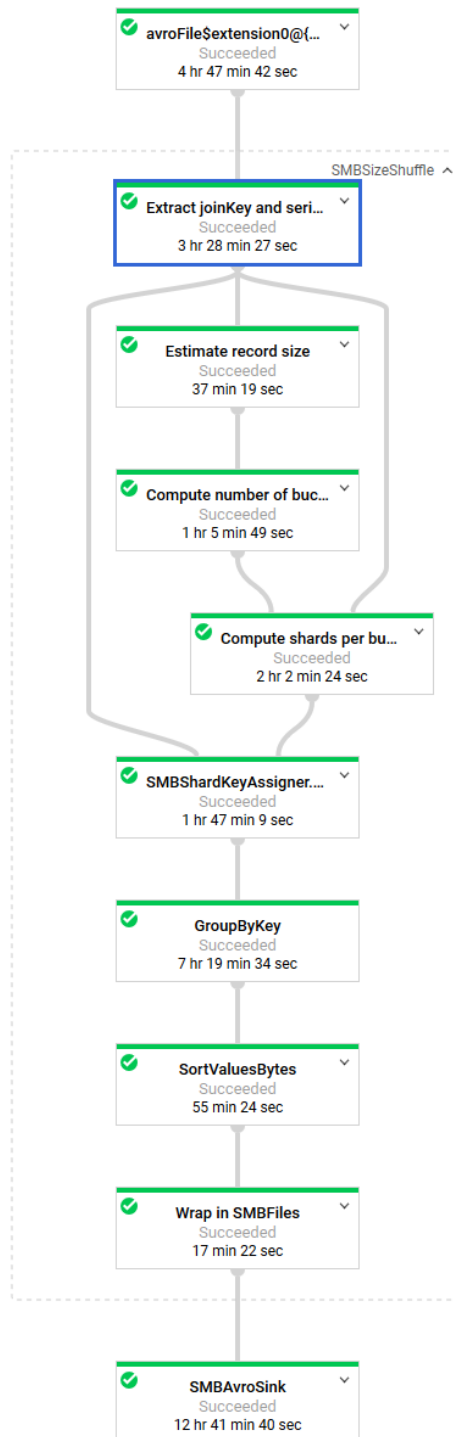 avroFile$extension0@{...
Succeeded
4 hr 47 min 42 sec
SMBSizeShuffle
Extract joinKey and seri...
Succeeded
3 hr 28 min 27 sec
Estimate record size
Succeeded
37 min 19 sec
Compute number of buc...
Succeeded
1 hr 5 min 49 sec
Compute shards per bu...
Succeeded
2 hr 2 min 24 sec
SMBShardKeyAssigner....
Succeeded
1 hr 47 min 9 sec
GroupByKey
Succeeded
7 hr 19 min 34 sec
SortValuesBytes
Succeeded
55 min 24 sec
Wrap in SMBFiles
Succeeded
17 min 22 sec
SMBAvroSink
Succeeded
12 hr 41 min 40 sec